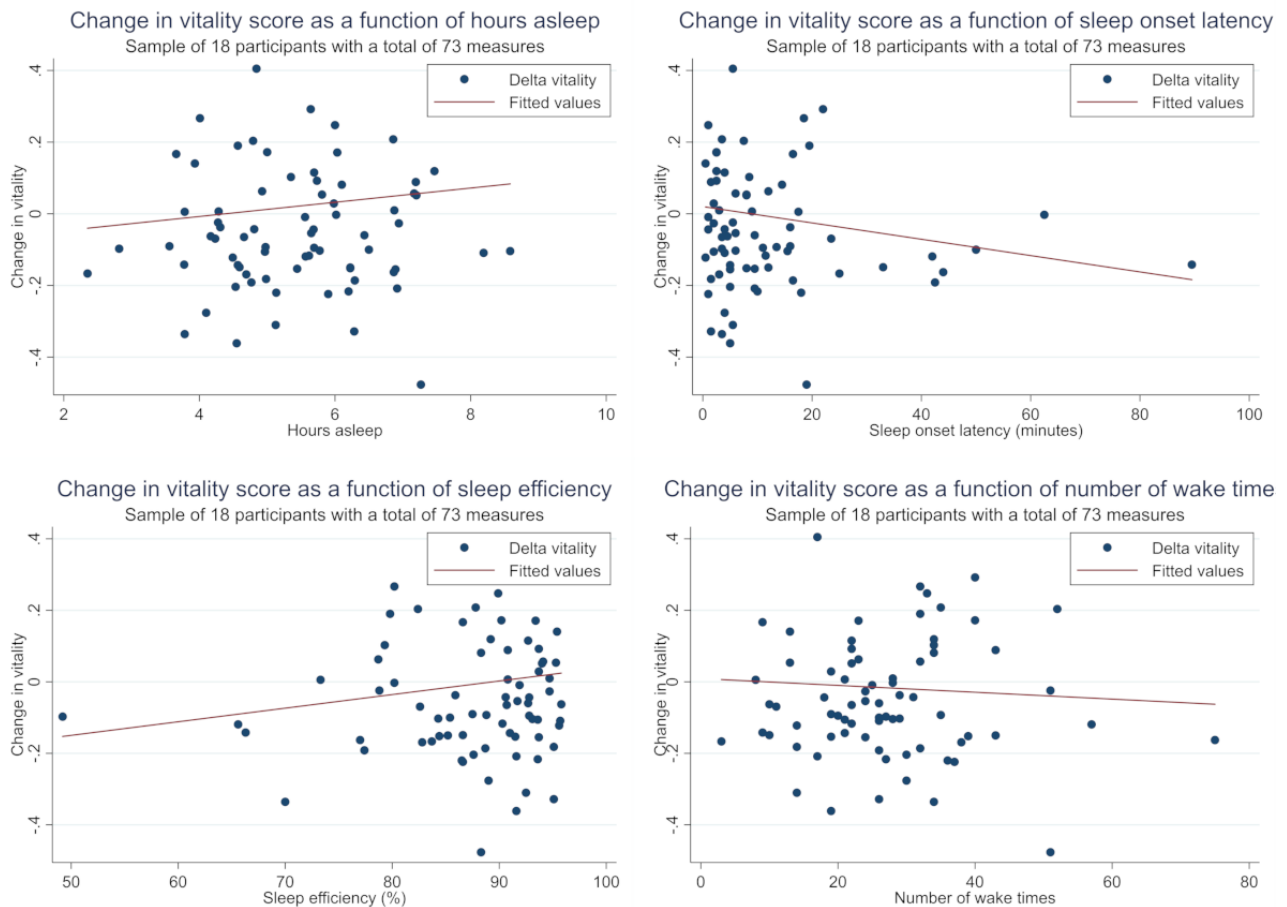 Change in vitality score as a function of hours asleep
Sample of 18 participants with a total of 73 measures
Delta vitality
Fitted values
Change in vitality
.4
.2
0
-.2
-.4
2 4 6 8 10
Hours asleep
Change in vitality score as a function of sleep onset latency
Sample of 18 participants with a total of 73 measures
Delta vitality
Fitted values
Change in vitality
.4
.2
0
-.2
-.4
0 20 40 60 80 100
Sleep onset latency (minutes)
Change in vitality score as a function of sleep efficiency
Sample of 18 participants with a total of 73 measures
Delta vitality
Fitted values
Change in vitality
.4
.2
0
-.2
-.4
50 60 70 80 90 100
Sleep efficiency (%)
Change in vitality score as a function of number of wake time
Sample of 18 participants with a total of 73 measures
Delta vitality
Fitted values
Change in vitality
.4
.2
0
-.2
-.4
0 20 40 60 80
Number of wake times